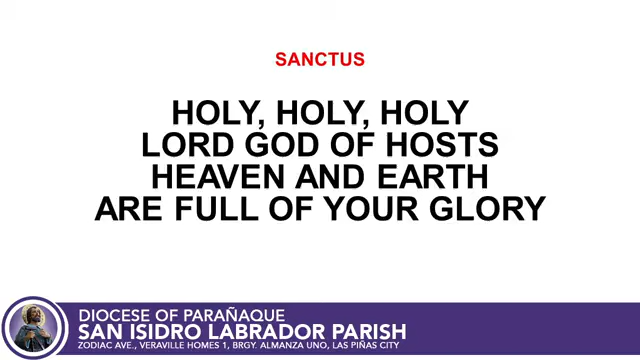 SANCTUS
HOLY, HOLY, HOLY
LORD GOD OF HOSTS
HEAVEN AND EARTH
ARE FULL OF YOUR GLORY
DIOCESE OF PARAÑAQUE
SAN ISIDRO LABRADOR PARISH
ZODIAC AVE., VERAVILLE HOMES 1, BRGY. ALMANZA UNO, LAS PIÑAS CITY